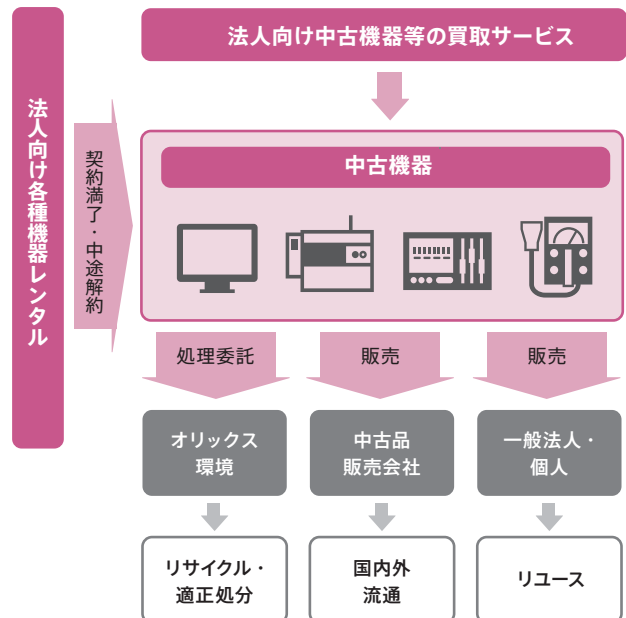 法人向け中古機器等の買取サービス
法人向け各種機器レンタル
契約満了・中途解約
中古機器
処理委託
販売
販売
オリックス
環境
中古品
販売会社
一般法人・
個人
リサイクル・
適正処分
国内外
流通
リユース